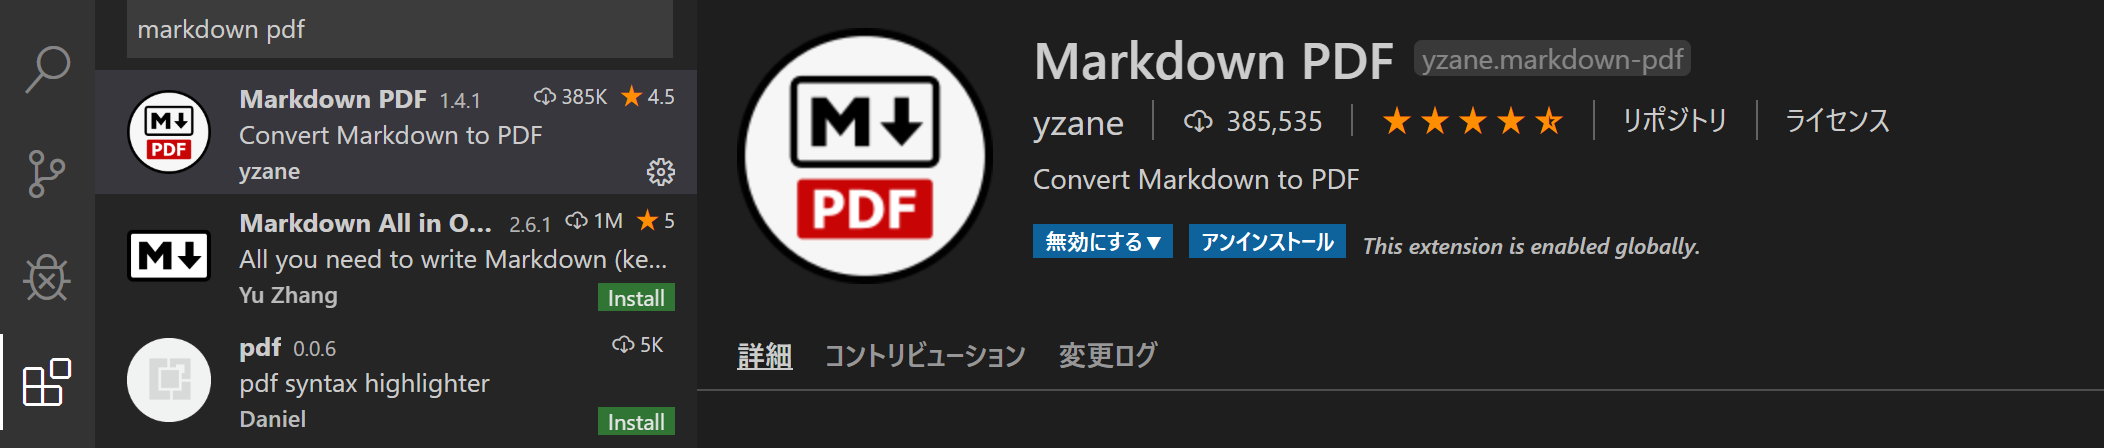 markdown pdf
Markdown PDF 1.4.1 385K ★ 4.5
Convert Markdown to PDF
yzane
Markdown All in O... 2.6.1 1M ★ 5
All you need to write Markdown (ke...
Yu Zhang Install
pdf 0.0.6 5K
pdf syntax highlighter
Daniel Install
M PDF
M
M PDF
Markdown PDF yzane.markdown-pdf
yzane 385,535 リポジトリ ライセンス
Convert Markdown to PDF
無効にする▼ アンインストール This extension is enabled globally.
詳細 コントリビューション 変更ログ